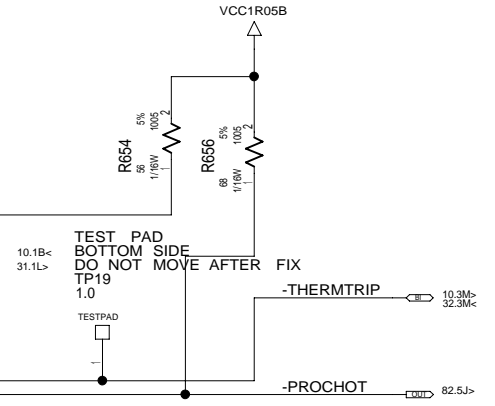 VCC1R05B
R654
56
5%
1/16W
1005
2
1
R656
68
5%
1/16W
1005
2
1
10.1B<
31.1L>
TEST PAD
BOTTOM SIDE
DO NOT MOVE AFTER FIX
TP19
1.0
TESTPAD
1
-THERMTRIP
BI
10.3M>
32.3M<
-PROCHOT
OUT
82.5J>